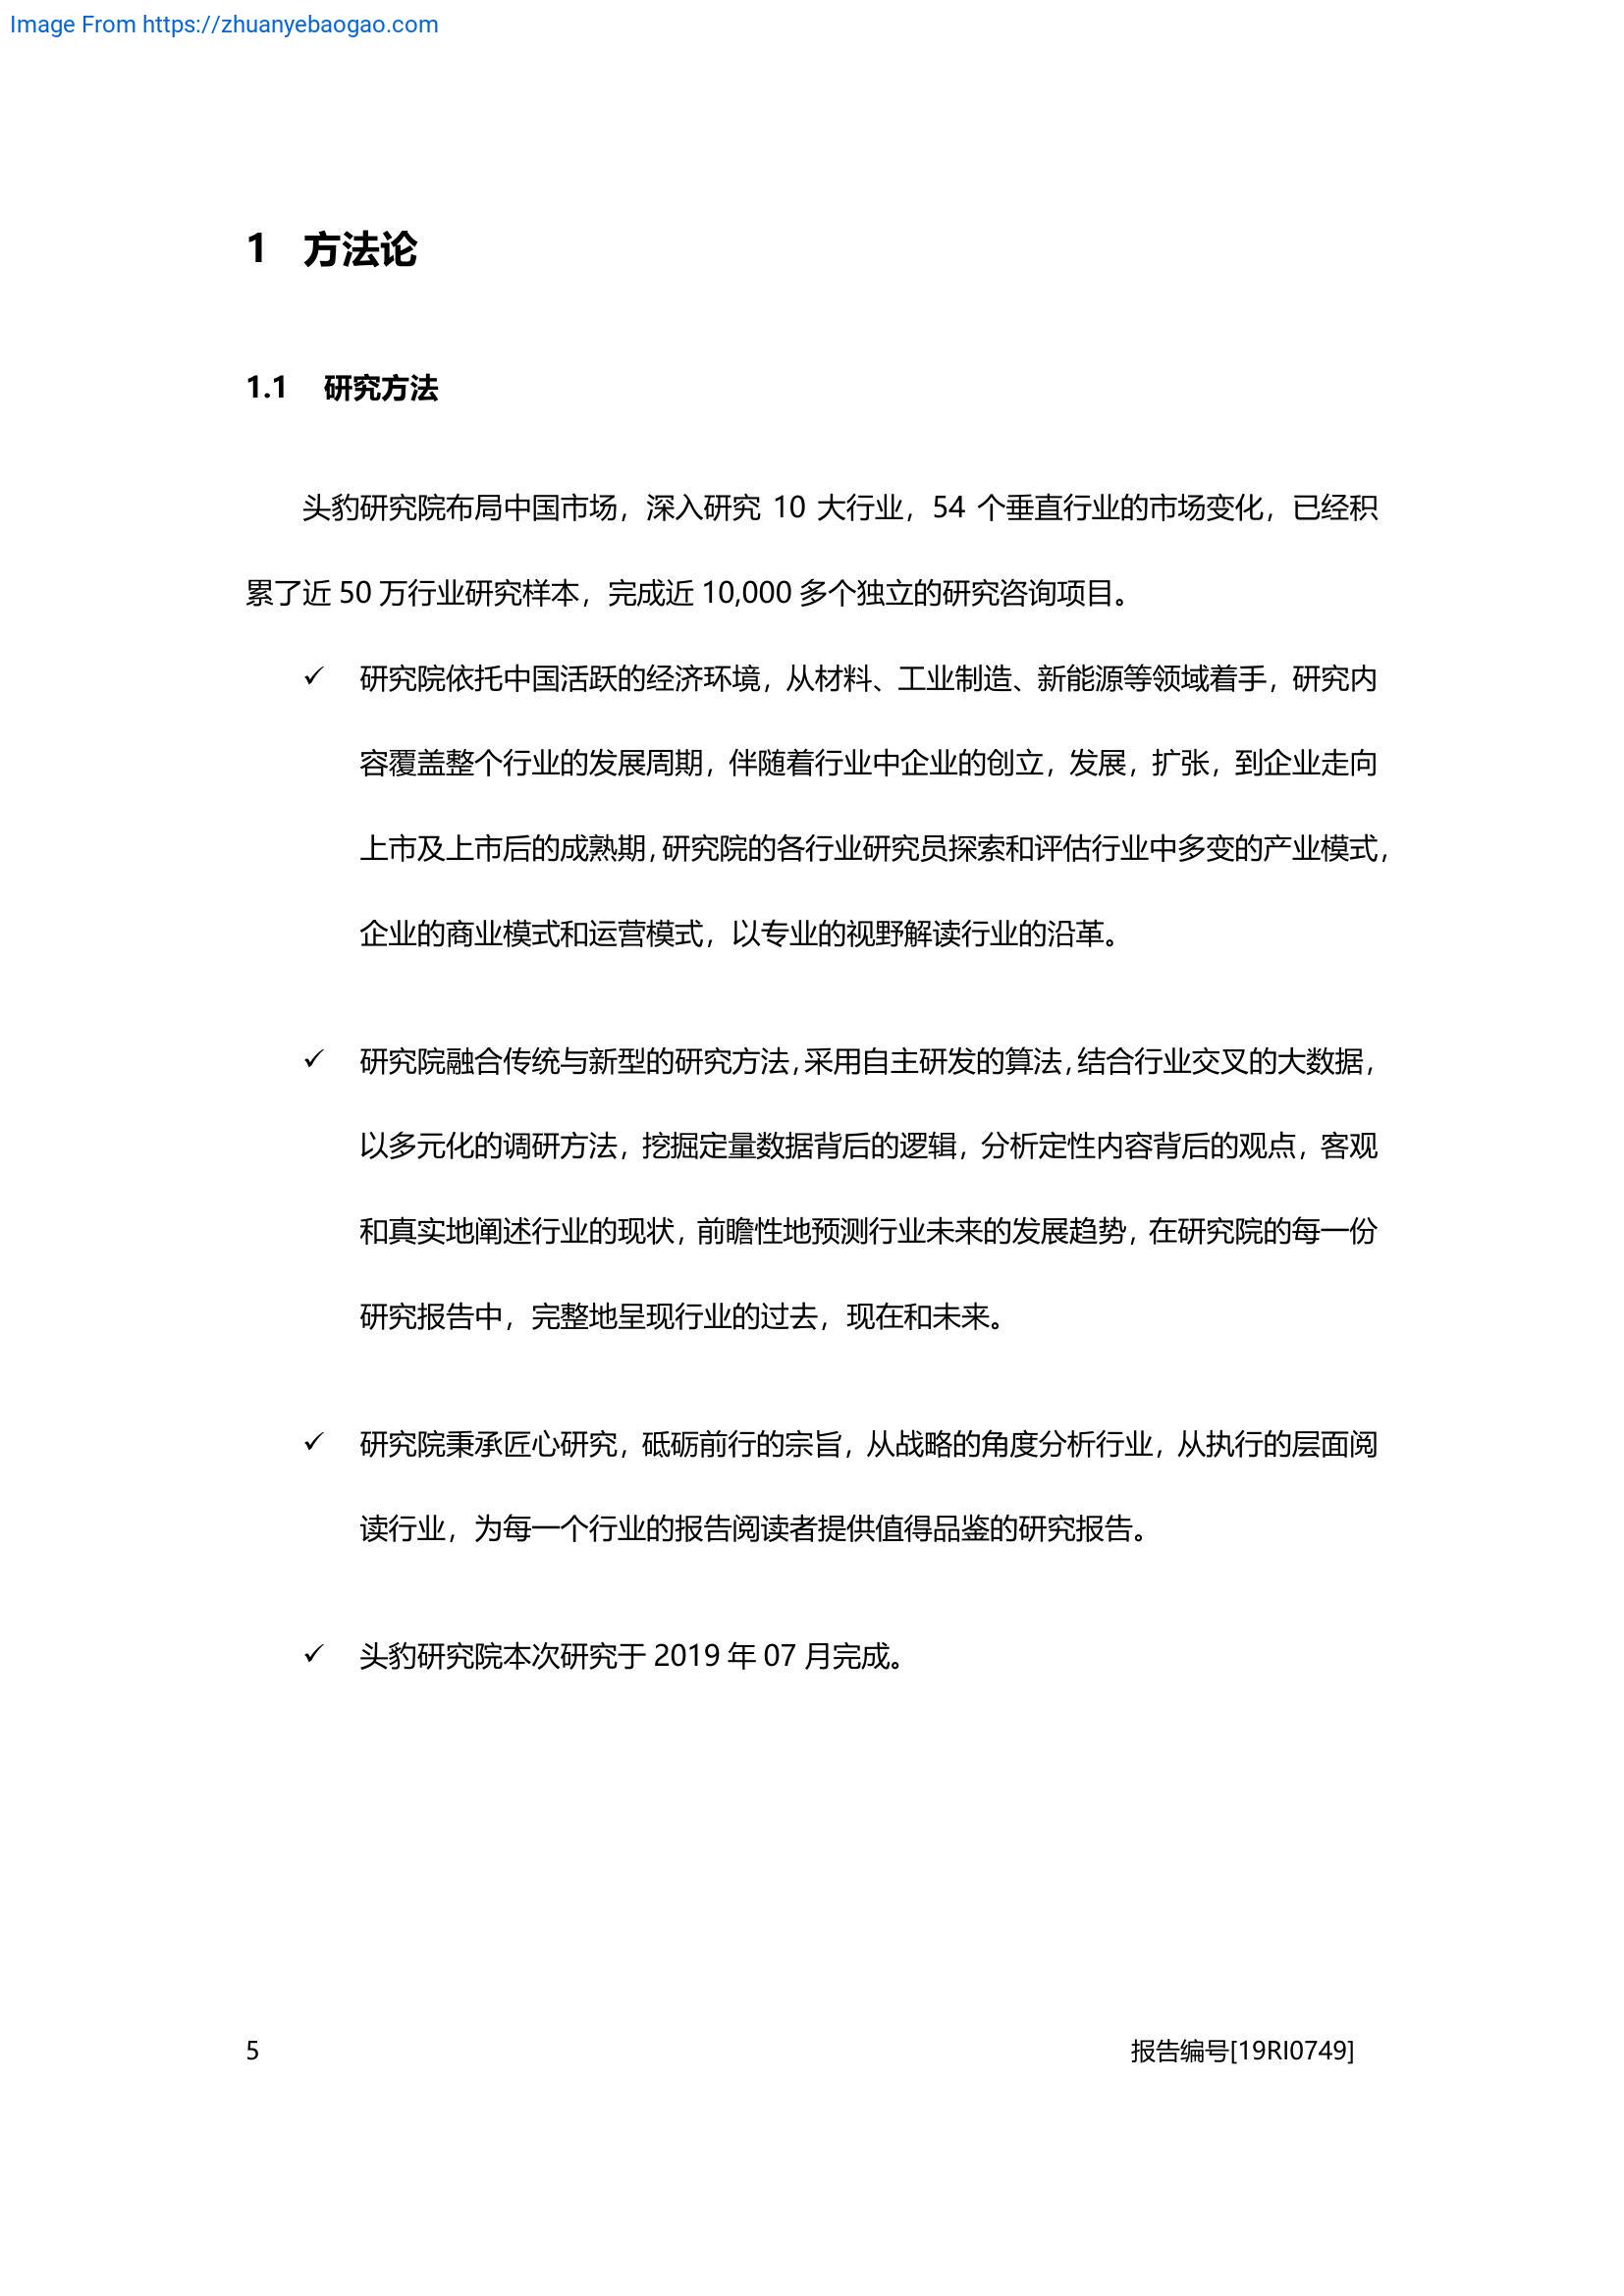 Image From https://zhuanyebaogao.com
1 方法论
1.1 研究方法
头豹研究院布局中国市场，深入研究 10 大行业，54 个垂直行业的市场变化，已经积
累了近 50 万行业研究样本，完成近 10,000 多个独立的研究咨询项目。
✓ 研究院依托中国活跃的经济环境，从材料、工业制造、新能源等领域着手，研究内
容覆盖整个行业的发展周期，伴随着行业中企业的创立，发展，扩张，到企业走向
上市及上市后的成熟期，研究院的各行业研究员探索和评估行业中多变的产业模式，
企业的商业模式和运营模式，以专业的视野解读行业的沿革。
✓ 研究院融合传统与新型的研究方法，采用自主研发的算法，结合行业交叉的大数据，
以多元化的调研方法，挖掘定量数据背后的逻辑，分析定性内容背后的观点，客观
和真实地阐述行业的现状，前瞻性地预测行业未来的发展趋势，在研究院的每一份
研究报告中，完整地呈现行业的过去，现在和未来。
✓ 研究院秉承匠心研究，砥砺前行的宗旨，从战略的角度分析行业，从执行的层面阅
读行业，为每一个行业的报告阅读者提供值得品鉴的研究报告。
✓ 头豹研究院本次研究于 2019 年 07 月完成。
5 报告编号[19RI0749]